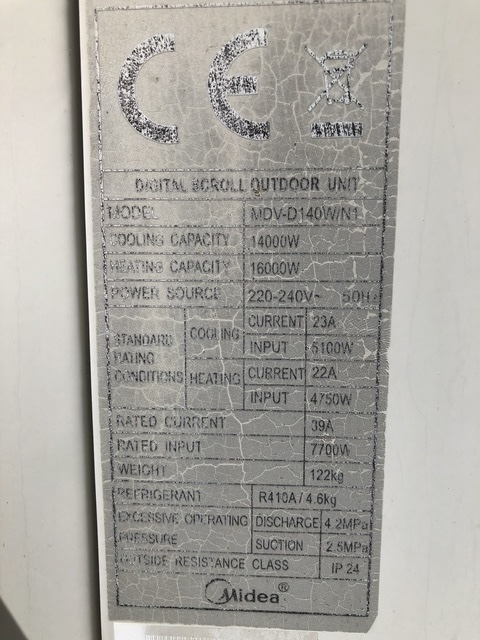 CE
DIGITAL SCROLL OUTDOOR UNIT
MODEL MDV-D140W/N1
COOLING CAPACITY 14000W
HEATING CAPACITY 16000W
POWER SOURCE 220-240V~ 50Hz
STANDARD RATING CONDITIONS
COOLING CURRENT 23A
INPUT 5100W
HEATING CURRENT 22A
INPUT 4750W
RATED CURRENT 39A
RATED INPUT 7700W
WEIGHT 122kg
REFRIGERANT R410A / 4.6kg
EXCESSIVE OPERATING PRESSURE
DISCHARGE 4.2MPa
SUCTION 2.5MPa
OUTSIDE RESISTANCE CLASS IP 24
Midea®